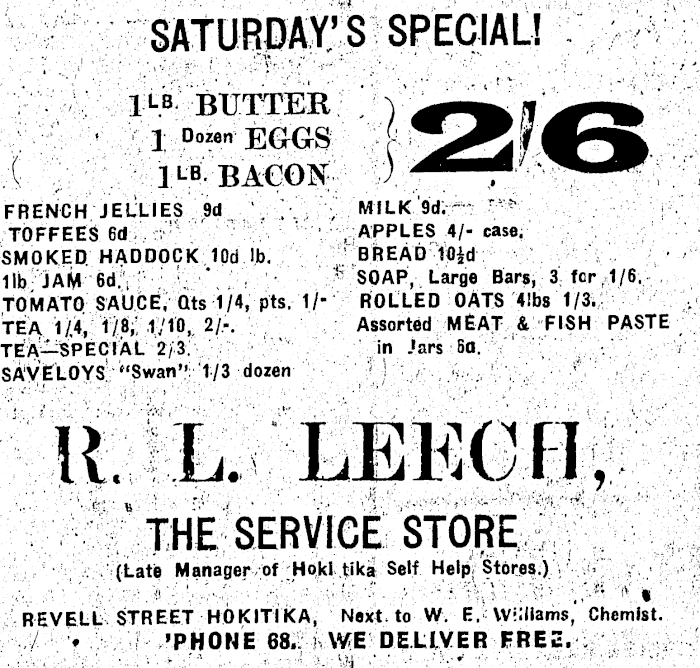 SATURDAY'S SPECIAL!
1LB. BUTTER
1 Dozen EGGS
1LB. BACON
2/6
FRENCH JELLIES 9d
TOFFEES 6d
SMOKED HADDOCK 10d lb.
1lb JAM 6d.
TOMATO SAUCE, Qts 1/4, pts. 1/-
TEA 1/4, 1/8, 1/10, 2/-.
TEA—SPECIAL 2/3.
SAVELOYS "Swan" 1/3 dozen
MILK 9d.
APPLES 4/- case.
BREAD 10½d
SOAP, Large Bars, 3 for 1/6.
ROLLED OATS 4lbs 1/3.
Assorted MEAT & FISH PASTE
in Jars 6d.
R. L. LEECH,
THE SERVICE STORE
(Late Manager of Hokitika Self Help Stores.)
REVELL STREET HOKITIKA, Next to W. E. Williams, Chemist.
'PHONE 68. WE DELIVER FREE.